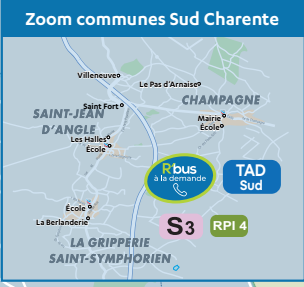 Zoom communes Sud Charente
Villeneuve
Le Pas d'Arnaise
CHAMPAGNE
Saint Fort
SAINT-JEAN
D'ANGLE
Mairie
École
Les Halles
École
R'bus
à la demande
TAD
Sud
École
La Berlanderie
S3
RPI 4
LA GRIPPERIE
SAINT-SYMPHORIEN